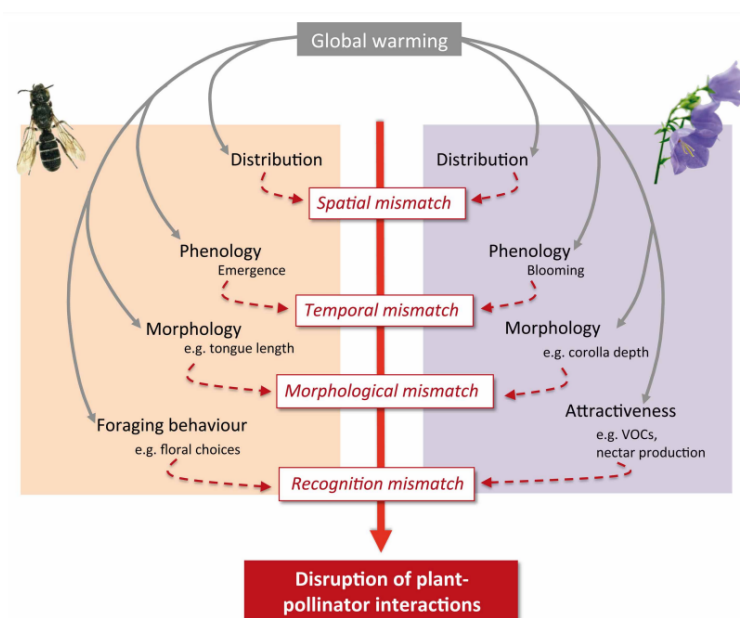 Global warming
Distribution
Distribution
Spatial mismatch
Phenology
Emergence
Phenology
Blooming
Temporal mismatch
Morphology
e.g. tongue length
Morphology
e.g. corolla depth
Morphological mismatch
Foraging behaviour
e.g. floral choices
Attractiveness
e.g. VOCs,
nectar production
Recognition mismatch
Disruption of plant-
pollinator interactions